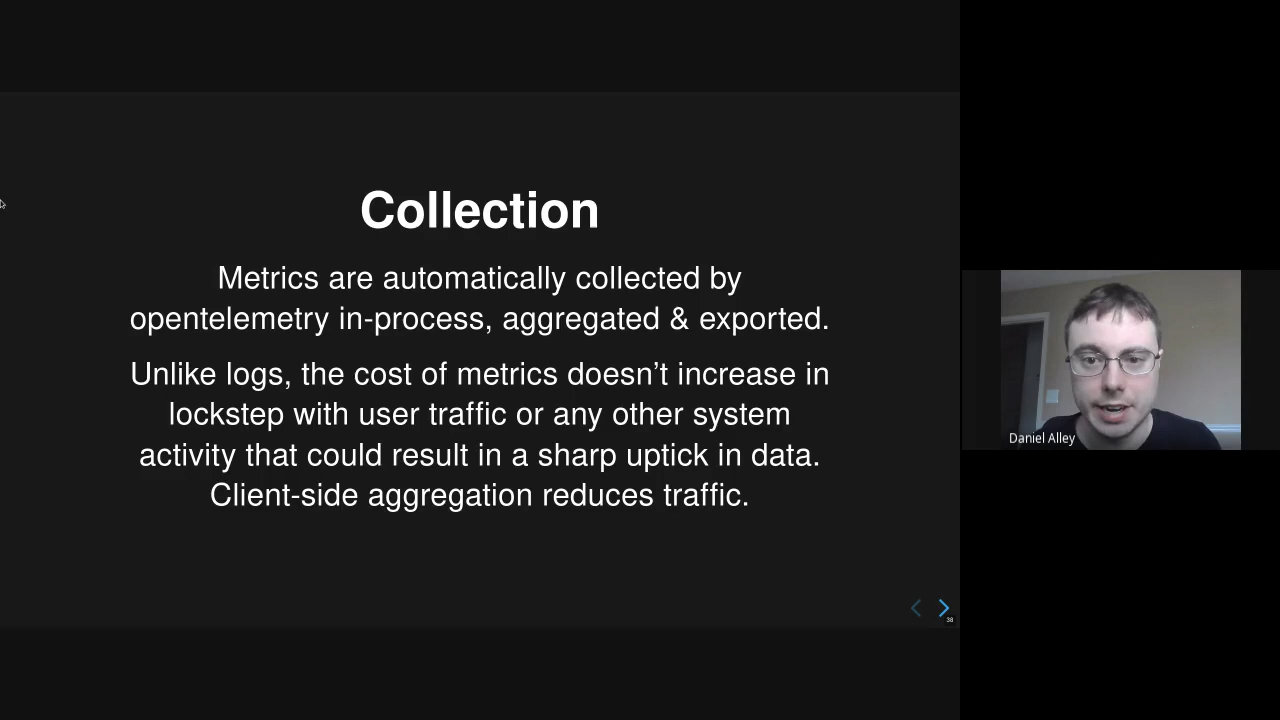 Collection
Metrics are automatically collected by
opentelemetry in-process, aggregated & exported.
Unlike logs, the cost of metrics doesn’t increase in
lockstep with user traffic or any other system
activity that could result in a sharp uptick in data.
Client-side aggregation reduces traffic.
38
Daniel Alley